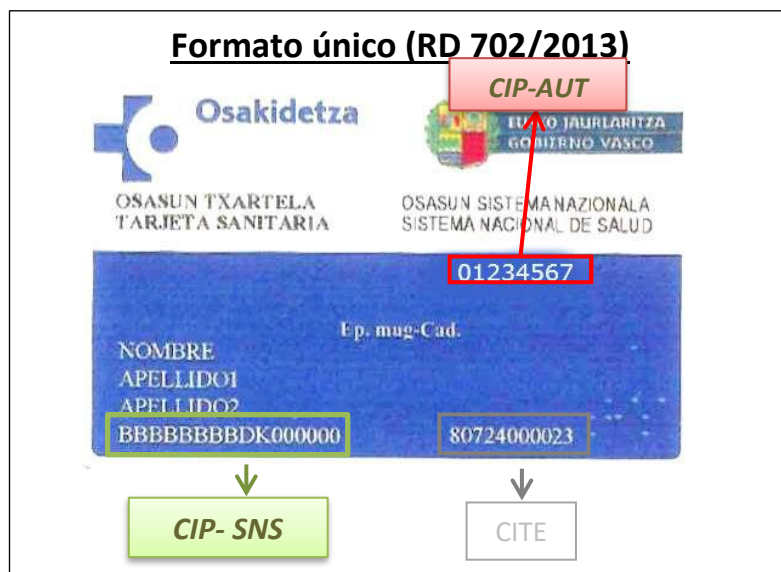 Formato único (RD 702/2013)
CIP-AUT
Osakidetza
EUSKO JAURLARITZA
GOBIERNO VASCO
OSASUN TXARTELA
TARJETA SANITARIA
OSASUN SISTEMA NAZIONALA
SISTEMA NACIONAL DE SALUD
01234567
Ep. mug-Cad.
NOMBRE
APELLIDO1
APELLIDO2
BBBBBBBBDK000000
80724000023
CIP- SNS
CITE